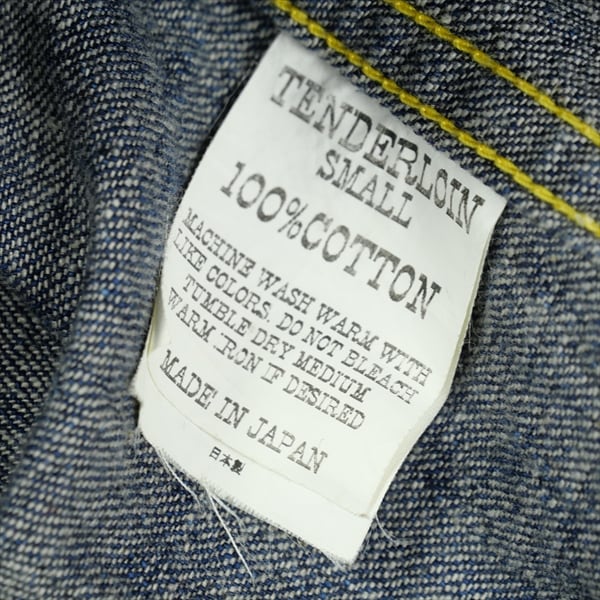 TENDERLOIN
SMALL
100%COTTON
MACHINE WASH WARM WITH
LIKE COLORS. DO NOT BLEACH
TUMBLE DRY MEDIUM
WARM IRON IF DESIRED
MADE IN JAPAN
日本製